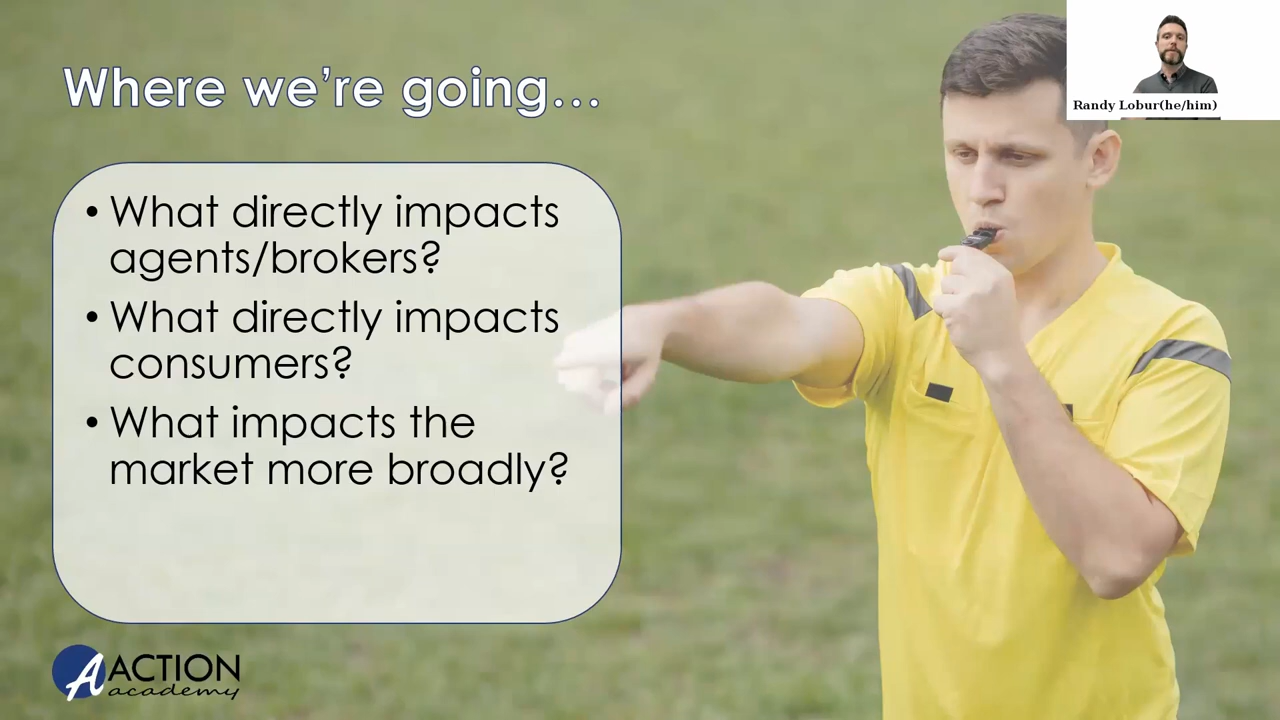 Where we're going...
• What directly impacts
agents/brokers?
• What directly impacts
consumers?
• What impacts the
market more broadly?
Randy Lobur(he/him)
A ACTION
academy